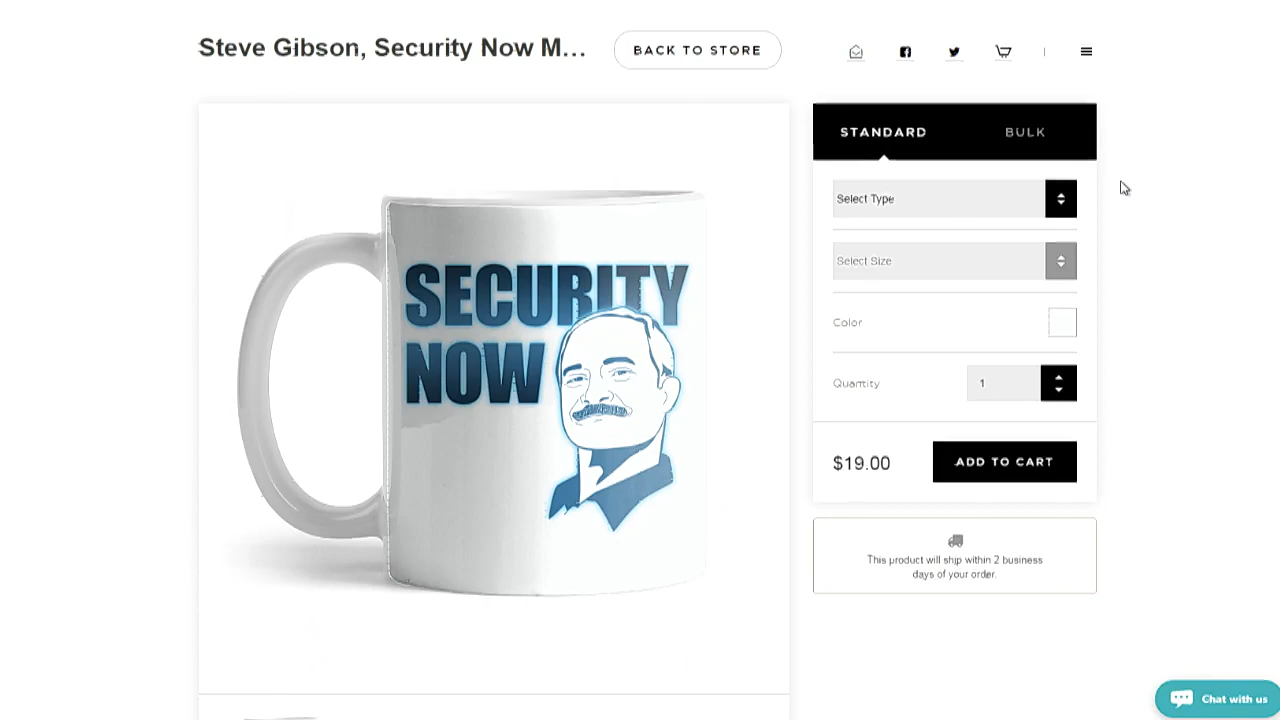 Steve Gibson, Security Now M...
BACK TO STORE
SECURITY
NOW
STANDARD
BULK
Select Type
Select Size
Color
Quantity
1
$19.00
ADD TO CART
This product will ship within 2 business
days of your order.
Chat with us